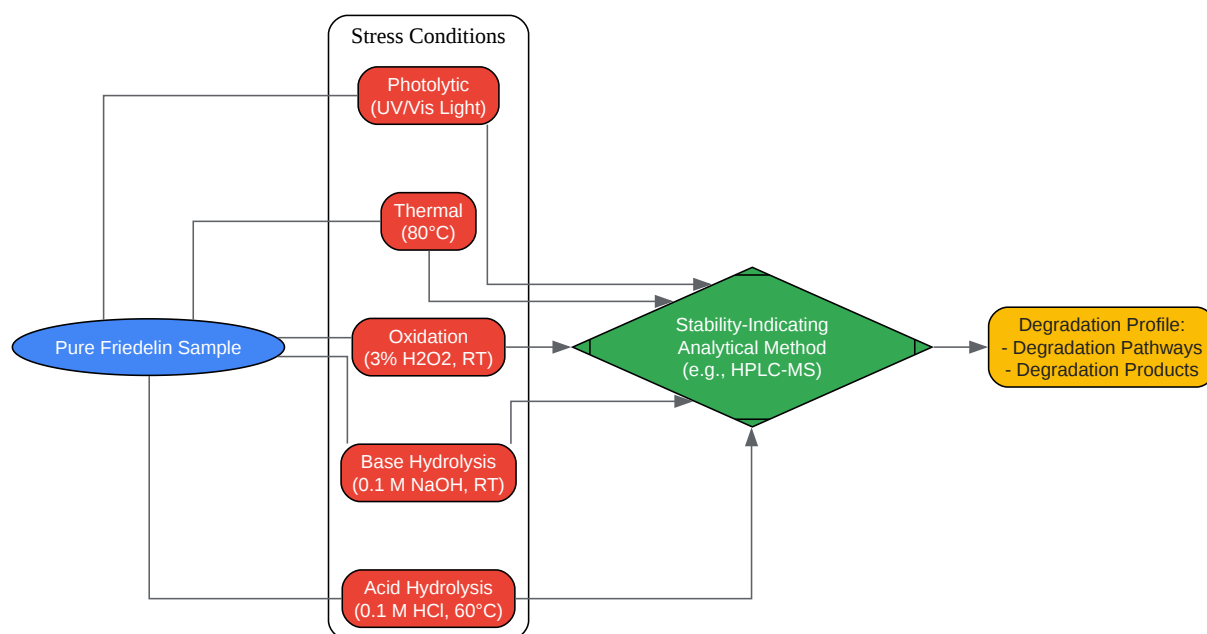 Stress Conditions
Photolytic
(UV/Vis Light)
Thermal
(80°C)
Pure Friedelin Sample
Oxidation
(3% H2O2, RT)
Stability-Indicating
Analytical Method
(e.g., HPLC-MS)
Degradation Profile:
- Degradation Pathways
- Degradation Products
Base Hydrolysis
(0.1 M NaOH, RT)
Acid Hydrolysis
(0.1 M HCl, 60°C)